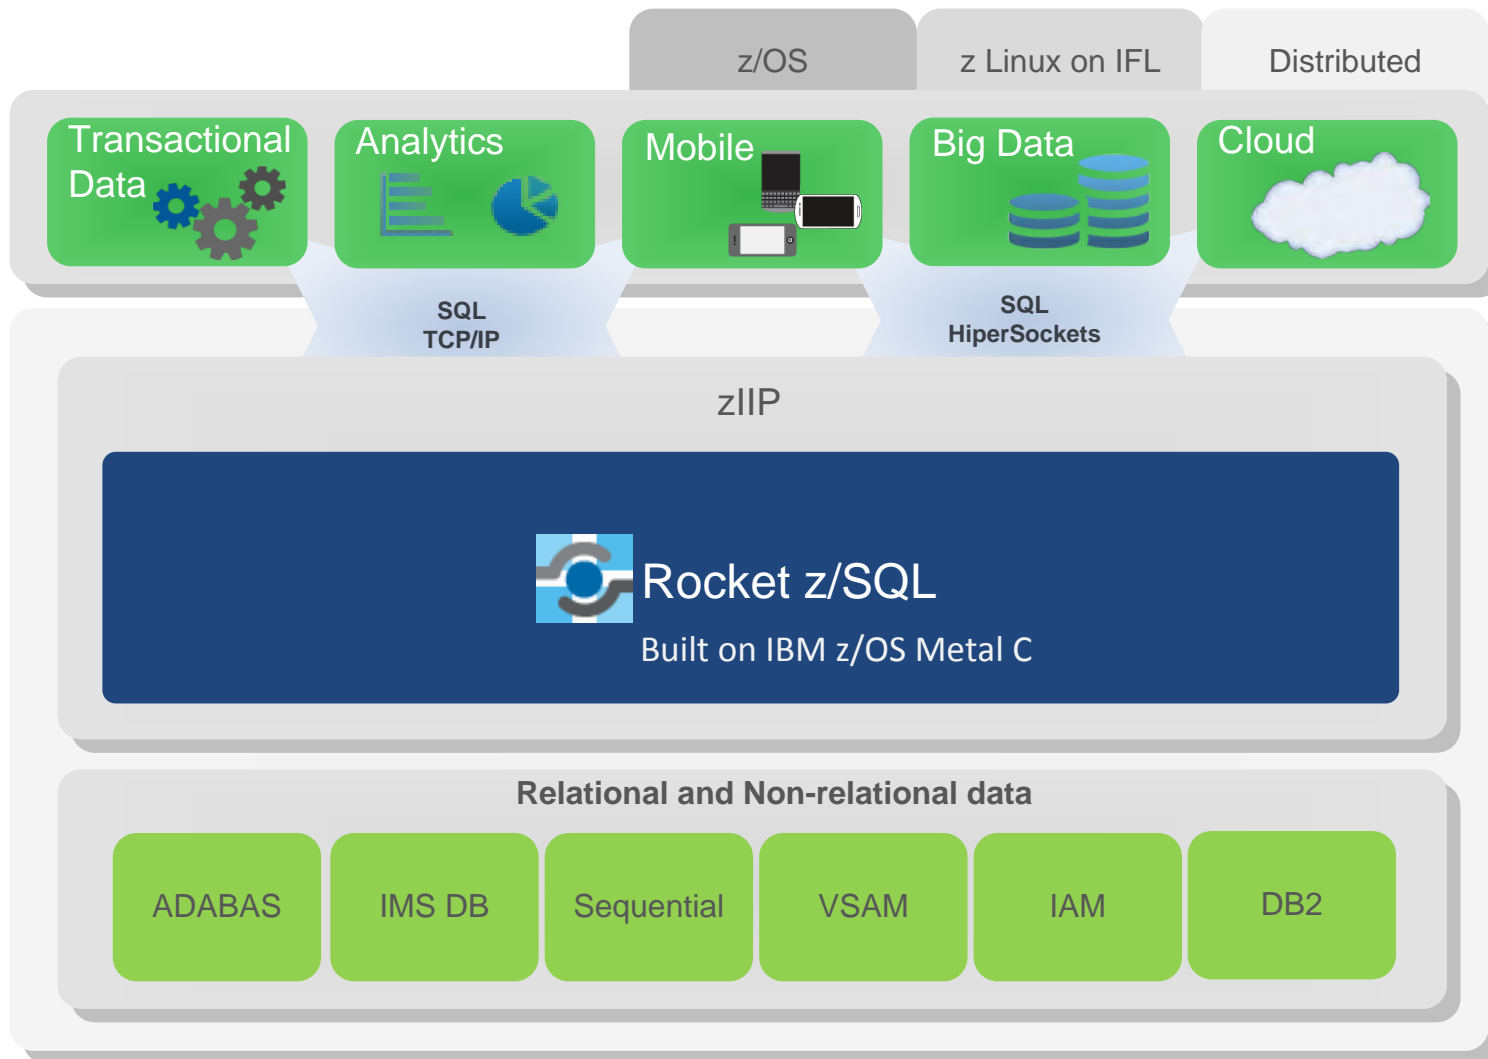 z/OS
z Linux on IFL
Distributed
Transactional
Data
Analytics
Mobile
Big Data
Cloud
SQL
TCP/IP
SQL
HiperSockets
zIIP
Rocket z/SQL
Built on IBM z/OS Metal C
Relational and Non-relational data
ADABAS
IMS DB
Sequential
VSAM
IAM
DB2